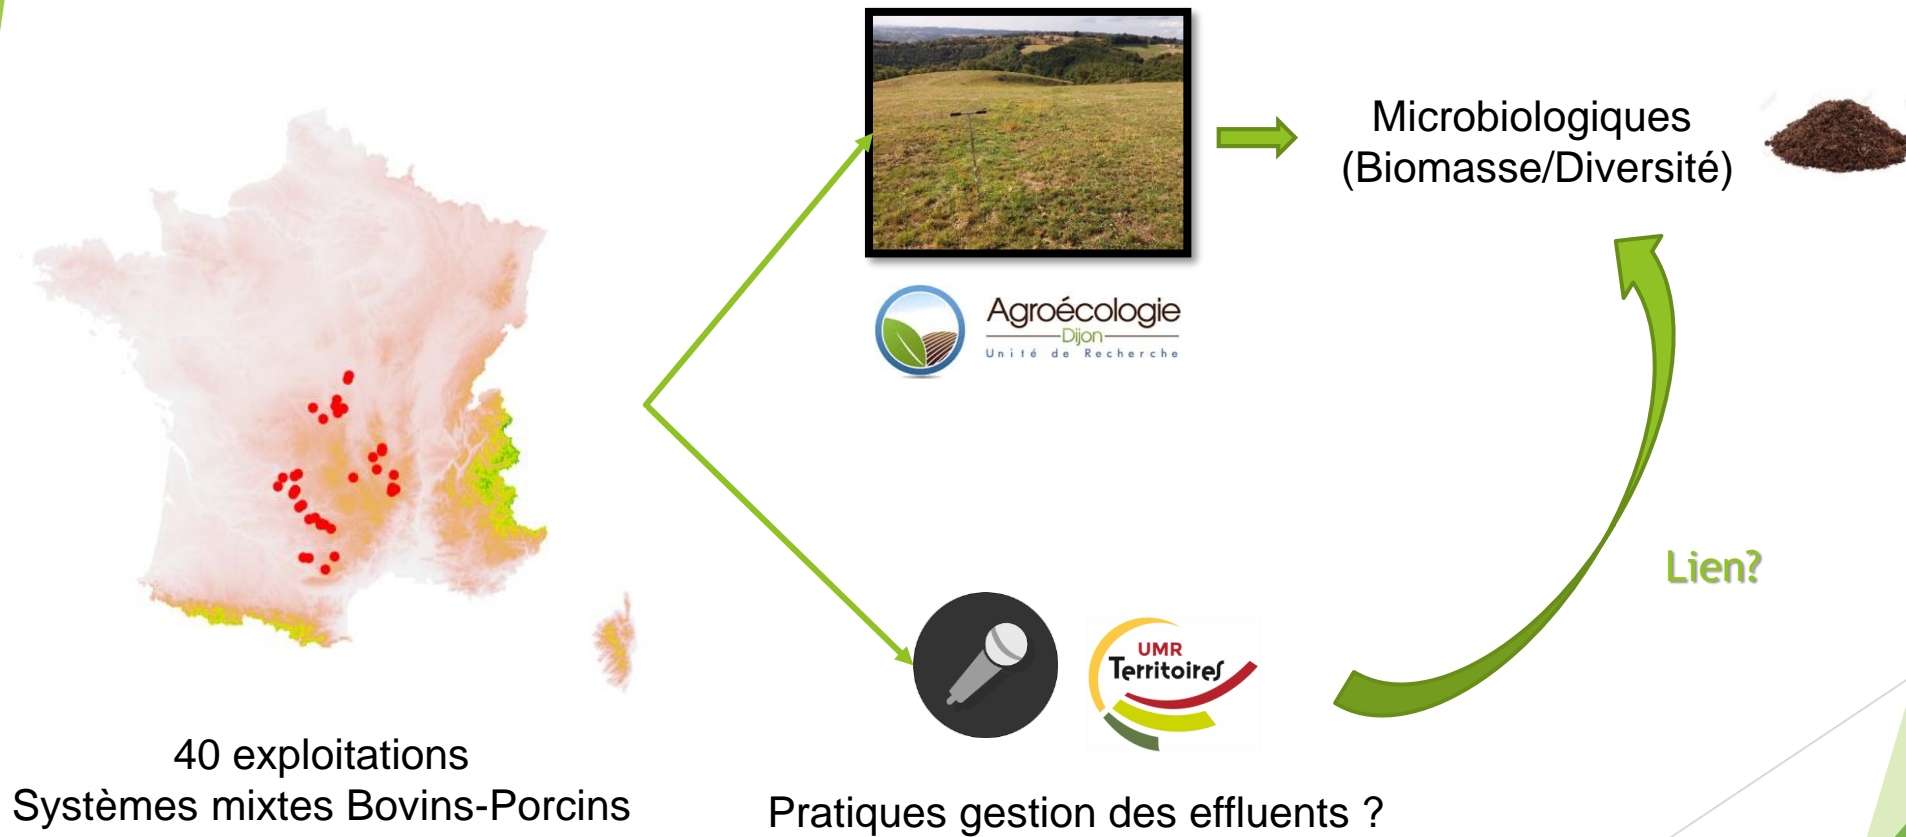 Microbiologiques
(Biomasse/Diversité)
Agroécologie
Dijon
Unité de Recherche
Lien?
UMR
Territoires
40 exploitations
Systèmes mixtes Bovins-Porcins
Pratiques gestion des effluents ?